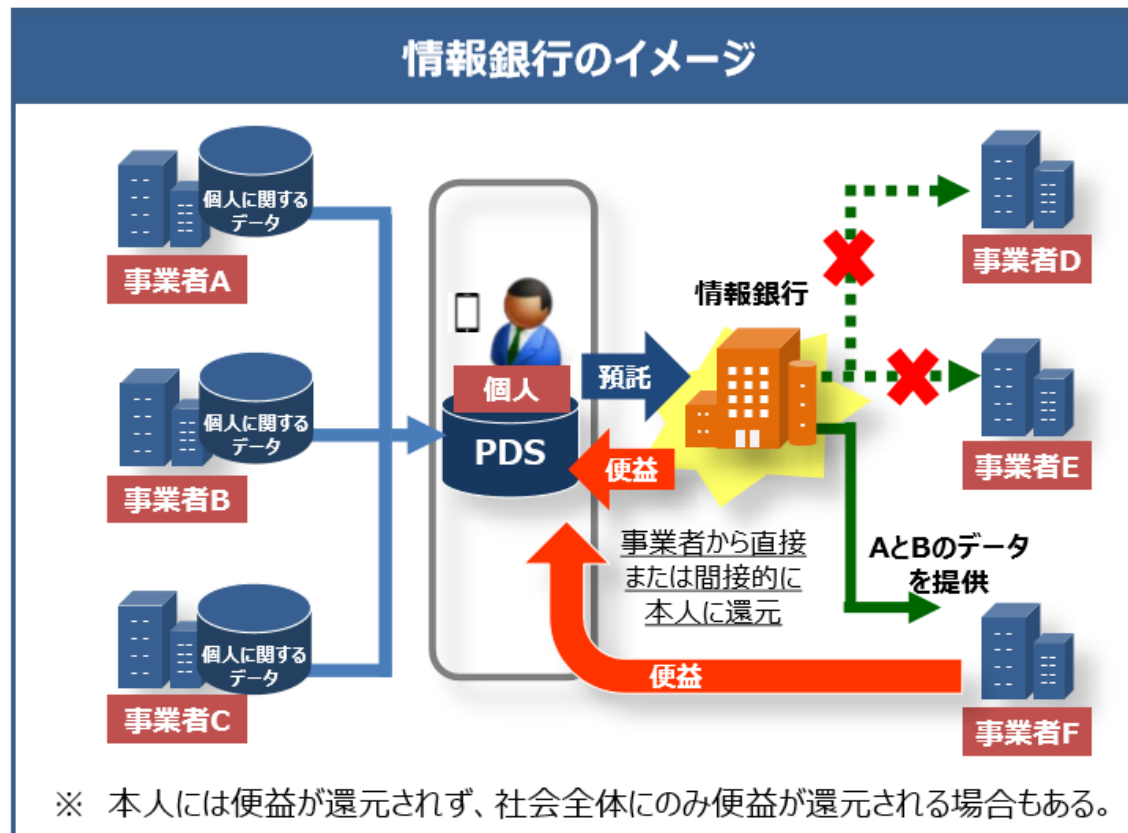 情報銀行のイメージ
個人に関する
データ
事業者A
個人に関する
データ
事業者B
個人に関する
データ
事業者C
個人
PDS
預託
便益
情報銀行
事業者から直接
または間接的に
本人に還元
便益
AとBのデータ
を提供
事業者D
事業者E
事業者F
※ 本人には便益が還元されず、社会全体にのみ便益が還元される場合もある。